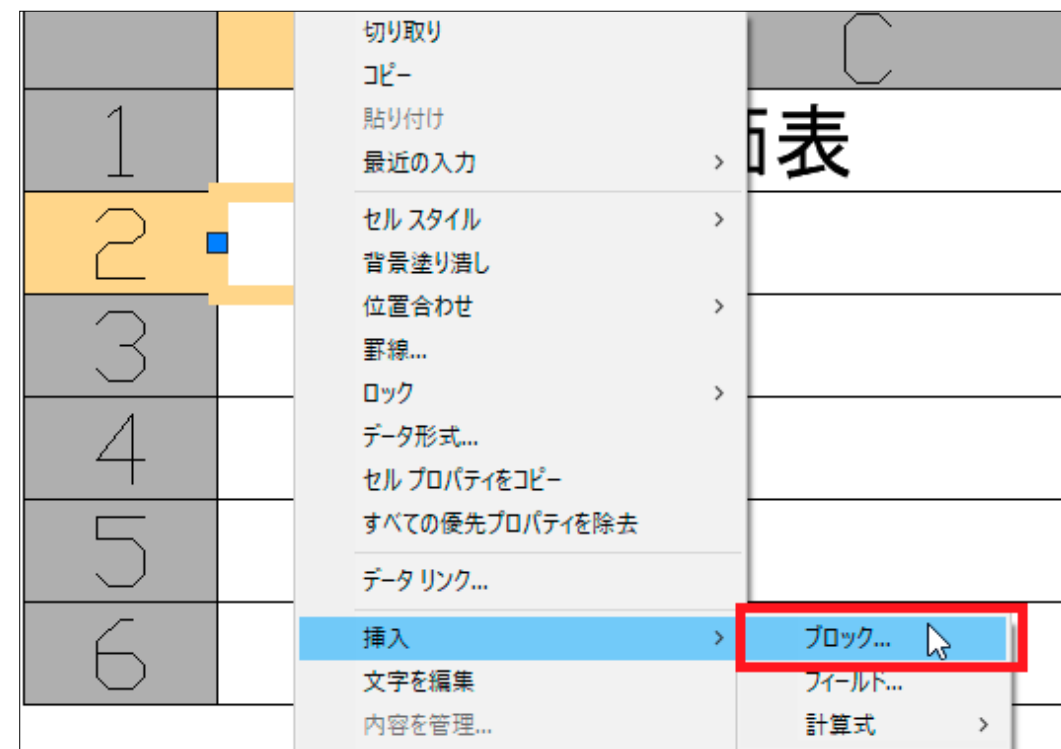 切り取り
C
コピー
1
貼り付け
表
最近の入力
2
セル スタイル
背景塗り潰し
位置合わせ
3
罫線...
ロック
4
データ形式...
セル プロパティをコピー
5
すべての優先プロパティを除去
データ リンク...
6
挿入
ブロック...
文字を編集
フィールド...
内容を管理...
計算式